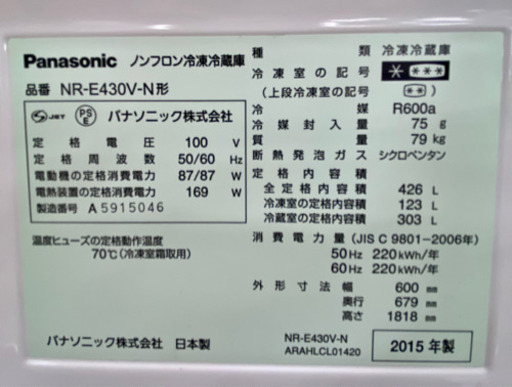 Panasonic ノンフロン冷凍冷蔵庫
品番 NR-E430V-N形
JET PS E パナソニック株式会社
定格電圧 100 V
定格周波数 50/60 Hz
電動機の定格消費電力 87/87 W
電熱装置の定格消費電力 169 W
製造番号 A 5915046
温度ヒューズの定格動作温度
70℃(冷凍室霜取用)
パナソニック株式会社 日本製
種類 冷凍冷蔵庫
冷凍室の記号 * ***
(上段冷凍室の記号) **
冷媒 R600a
冷媒封入量 75 g
質量 79 kg
断熱発泡ガス シクロペンタン
定格内容積
全定格内容積 426 L
冷凍室の定格内容積 123 L
冷蔵室の定格内容積 303 L
消費電力量(JIS C 9801-2006年)
50Hz 220kWh/年
60Hz 220kWh/年
外形寸法 幅 600 mm
奥行 679 mm
高さ 1818 mm
NR-E430V-N
ARAHLCL01420
2015年製